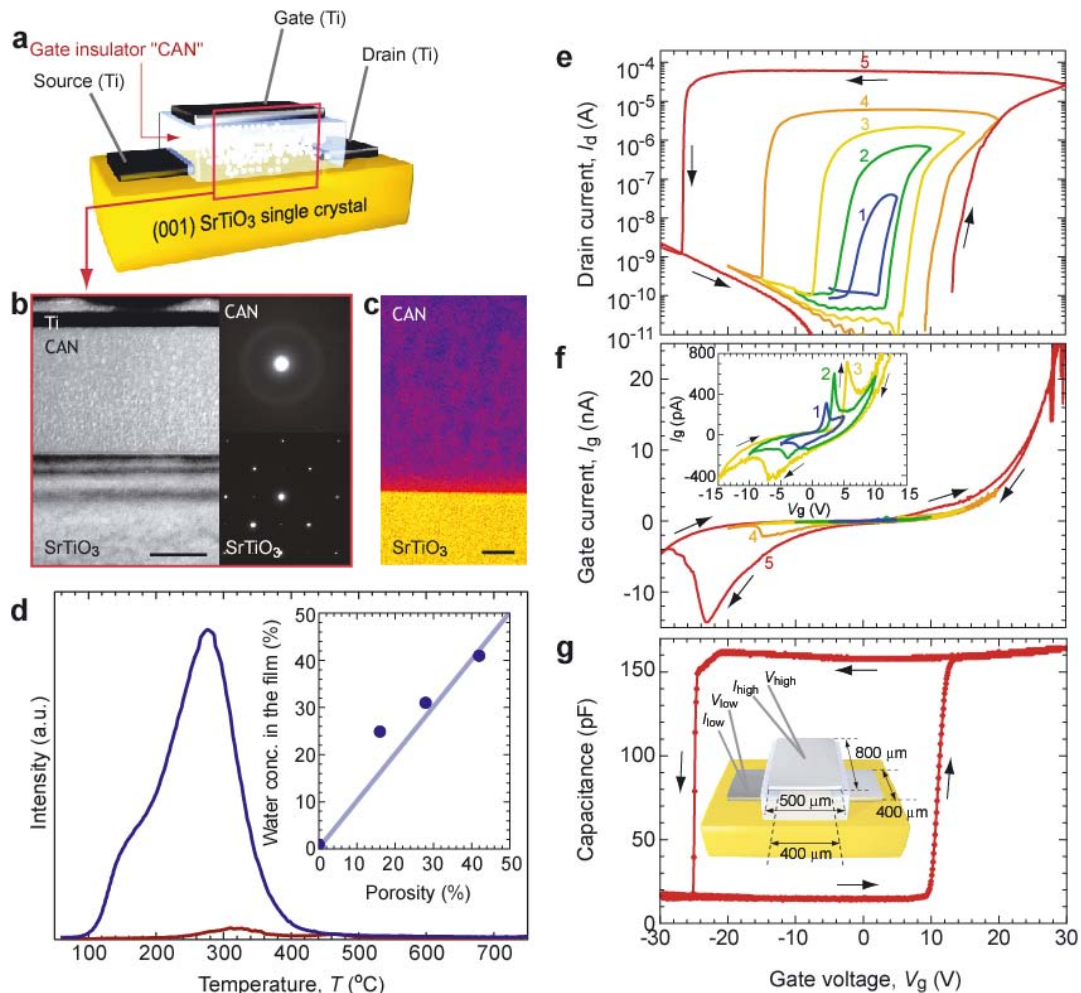 a
Gate (Ti)
Gate insulator "CAN"
Drain (Ti)
Source (Ti)
(001) SrTiO3 single crystal
b
Ti
CAN
SrTiO3
CAN
SrTiO3
c
CAN
SrTiO3
d
Intensity (a.u.)
100 200 300 400 500 600 700
Temperature, T (ºC)
Water conc. in the film (%)
50
40
30
20
10
0
0 10 20 30 40 50
Porosity (%)
e
Drain current, Id (A)
10-4
10-5
10-6
10-7
10-8
10-9
10-10
10-11
5
4
3
2
1
f
Gate current, Ig (nA)
20
10
0
-10
4
5
Ig (pA)
800
400
0
-400
1
2
3
-15 -10 -5 0 5 10 15
Vg (V)
g
Capacitance (pF)
150
100
50
0
Vhigh
Ihigh
Vlow
Ilow
800 µm
500 µm
400 µm
400 µm
-30 -20 -10 0 10 20 30
Gate voltage, Vg (V)